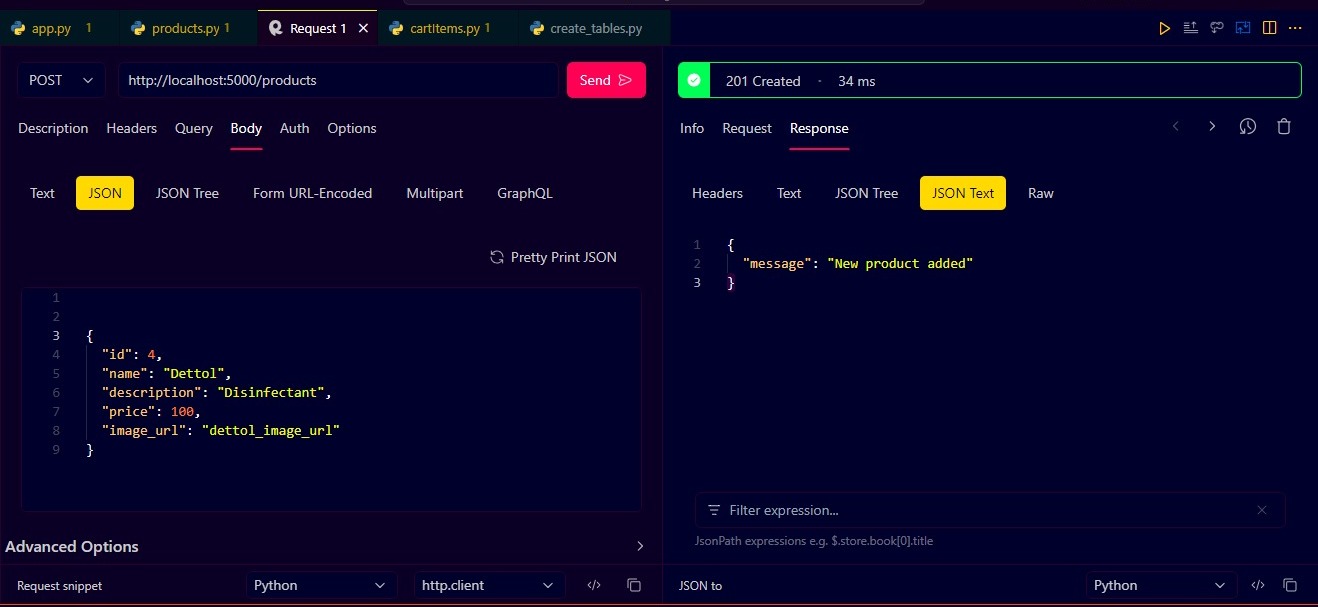 app.py 1 products.py 1 Request 1 cartItems.py 1 create_tables.py
POST http://localhost:5000/products Send
201 Created · 34 ms
Description Headers Query Body Auth Options
Info Request Response
Text JSON JSON Tree Form URL-Encoded Multipart GraphQL
Headers Text JSON Tree JSON Text Raw
Pretty Print JSON
1
2
3 {
4 "id": 4,
5 "name": "Dettol",
6 "description": "Disinfectant",
7 "price": 100,
8 "image_url": "dettol_image_url"
9 }
1 {
2 "message": "New product added"
3 }
Filter expression...
JsonPath expressions e.g. $.store.book[0].title
Advanced Options
Request snippet Python http.client
JSON to Python